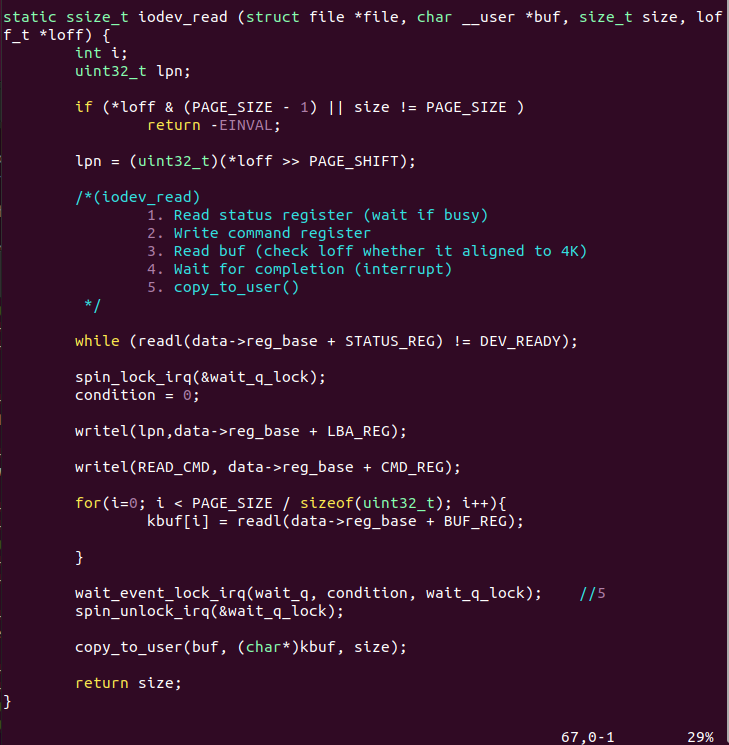 static ssize_t iodev_read (struct file *file, char __user *buf, size_t size, lof
f_t *loff) {
        int i;
        uint32_t lpn;

        if (*loff & (PAGE_SIZE - 1) || size != PAGE_SIZE )
                return -EINVAL;

        lpn = (uint32_t)(*loff >> PAGE_SHIFT);

        /*(iodev_read)
                1. Read status register (wait if busy)
                2. Write command register
                3. Read buf (check loff whether it aligned to 4K)
                4. Wait for completion (interrupt)
                5. copy_to_user()
         */

        while (readl(data->reg_base + STATUS_REG) != DEV_READY);

        spin_lock_irq(&wait_q_lock);
        condition = 0;

        writel(lpn,data->reg_base + LBA_REG);

        writel(READ_CMD, data->reg_base + CMD_REG);

        for(i=0; i < PAGE_SIZE / sizeof(uint32_t); i++){
                kbuf[i] = readl(data->reg_base + BUF_REG);

        }

        wait_event_lock_irq(wait_q, condition, wait_q_lock);    //5
        spin_unlock_irq(&wait_q_lock);

        copy_to_user(buf, (char*)kbuf, size);

        return size;
}
67,0-1        29%